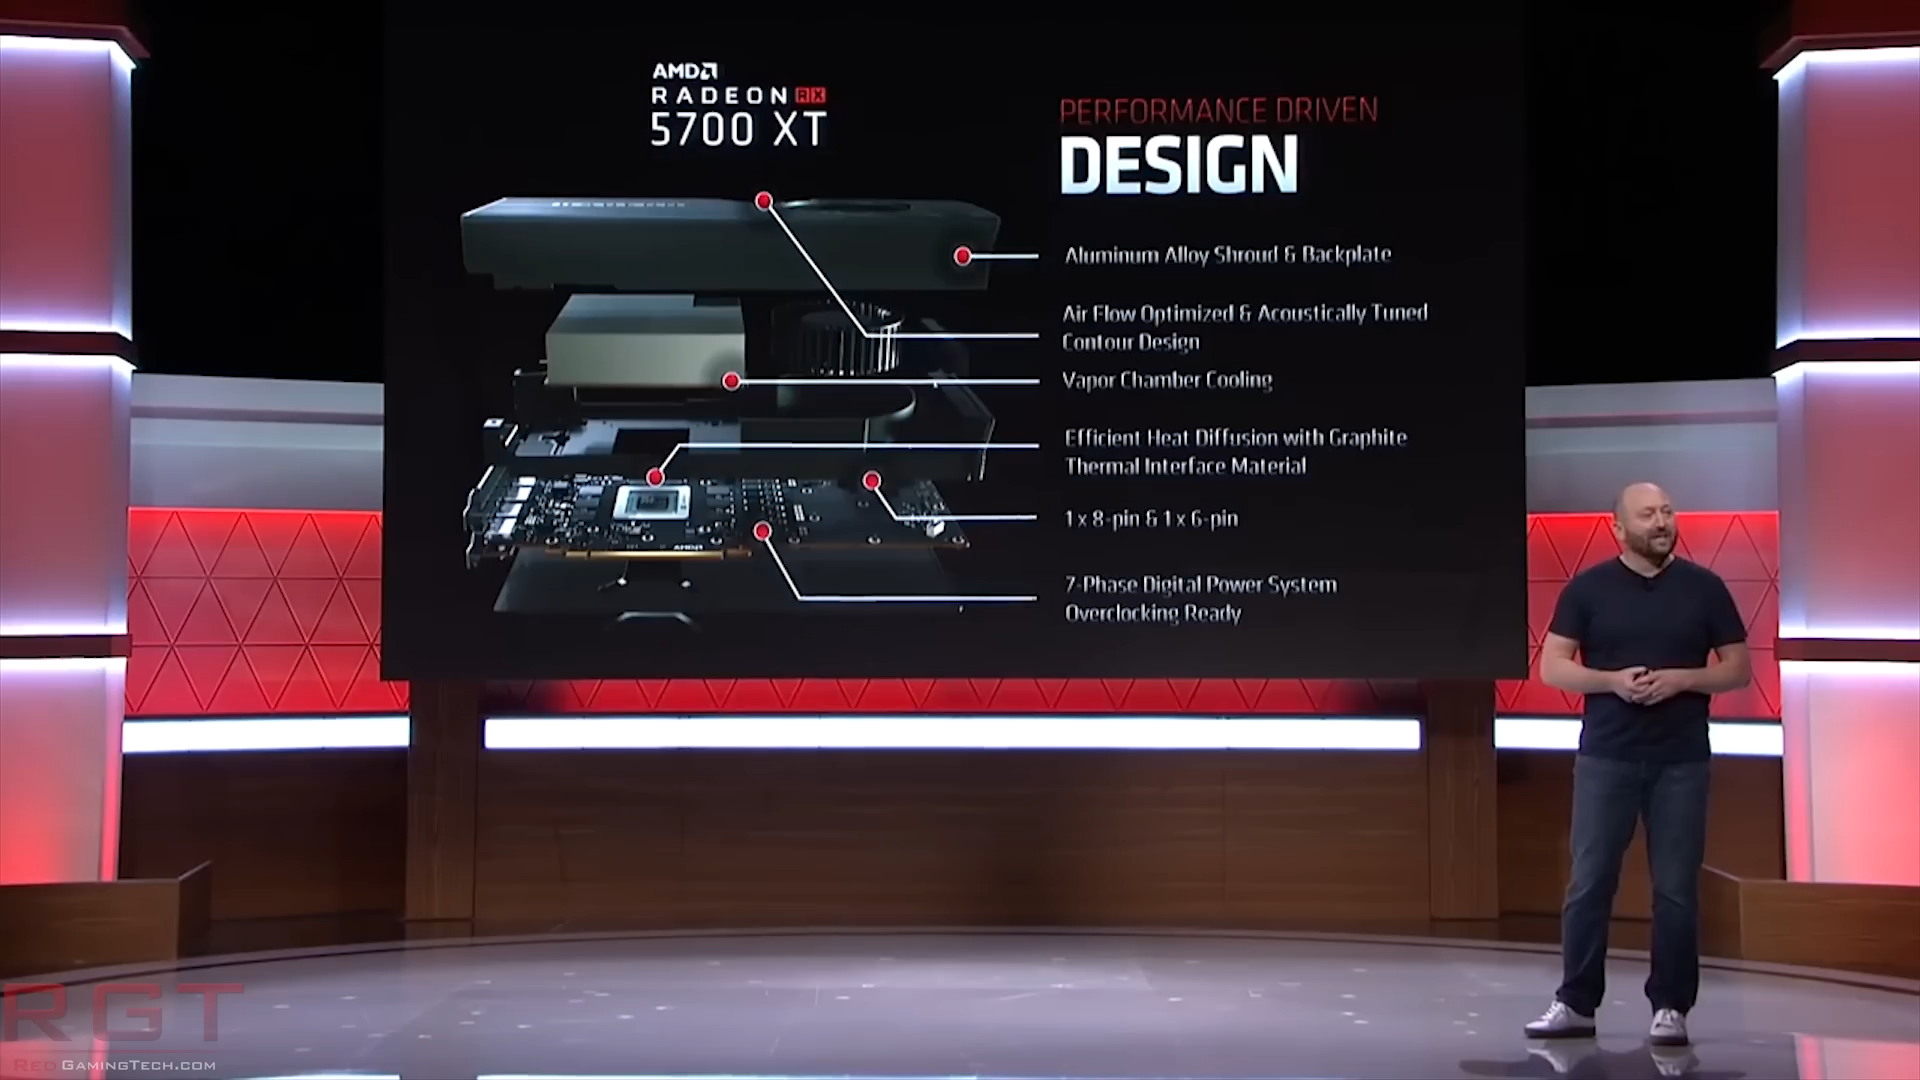 AMD
RADEON RX
5700 XT
PERFORMANCE DRIVEN
DESIGN
Aluminum Alloy Shroud & Backplate
Air Flow Optimized & Acoustically Tuned
Contour Design
Vapor Chamber Cooling
Efficient Heat Diffusion with Graphite
Thermal Interface Material
1 x 8-pin & 1 x 6-pin
7-Phase Digital Power System
Overclocking Ready
RGT
REDGAMINGTECH.COM